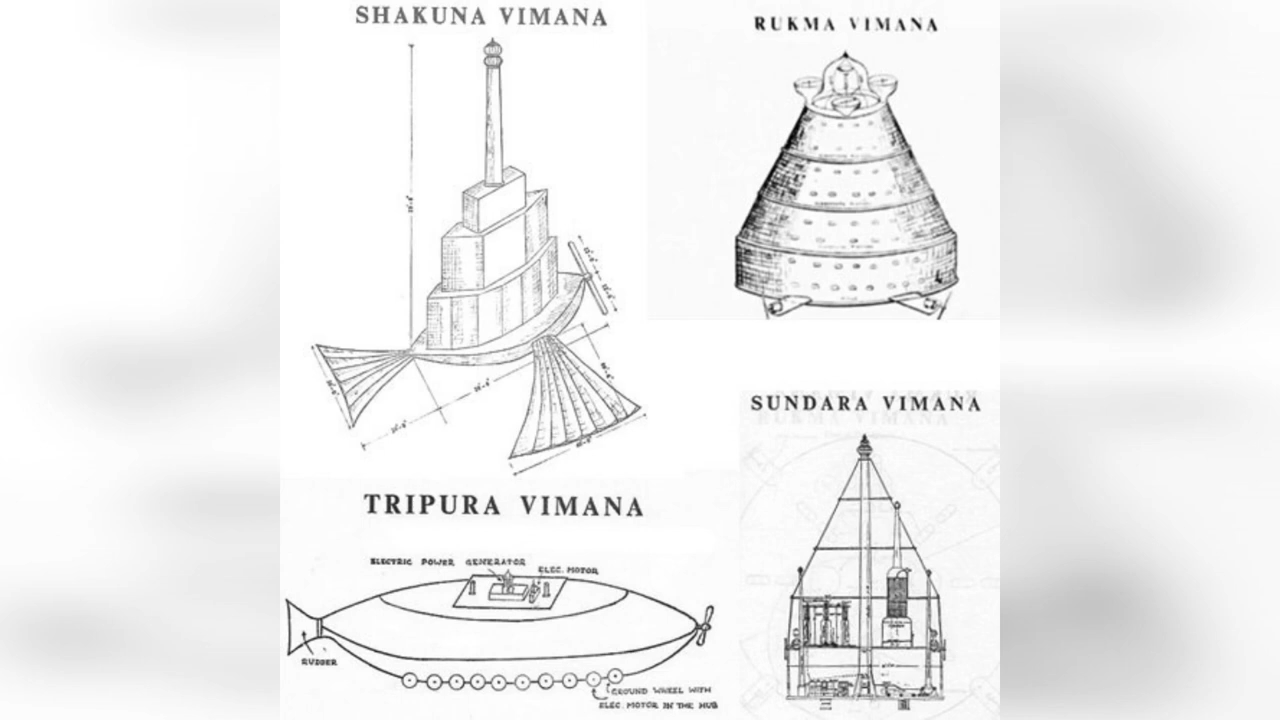 SHAKUNA VIMANA
RUKMA VIMANA
SUNDARA VIMANA
TRIPURA VIMANA
ELECTRIC POWER GENERATOR
ELEC. MOTOR
RUDDER
GROUND WHEEL WITH
ELEC. MOTOR IN THE HUB